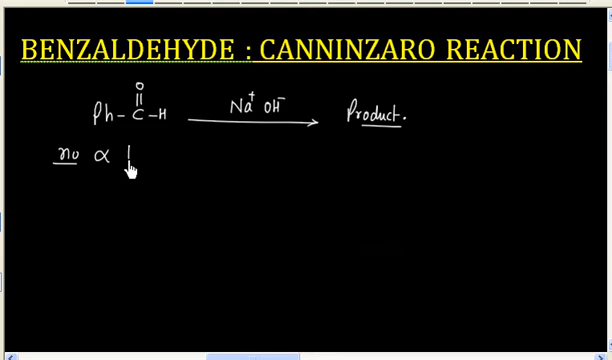 BENZALDEHYDE : CANNINZARO REACTION
O
Ph - C - H Na⁺ OH⁻ Product.
no ∝ |